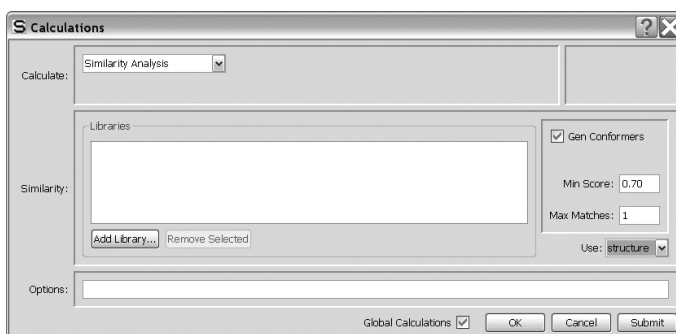 S Calculations
?
Calculate:
Similarity Analysis
Libraries
Gen Conformers
Similarity:
Min Score: 0.70
Max Matches: 1
Add Library...
Remove Selected
Use: structure
Options:
Global Calculations
OK
Cancel
Submit